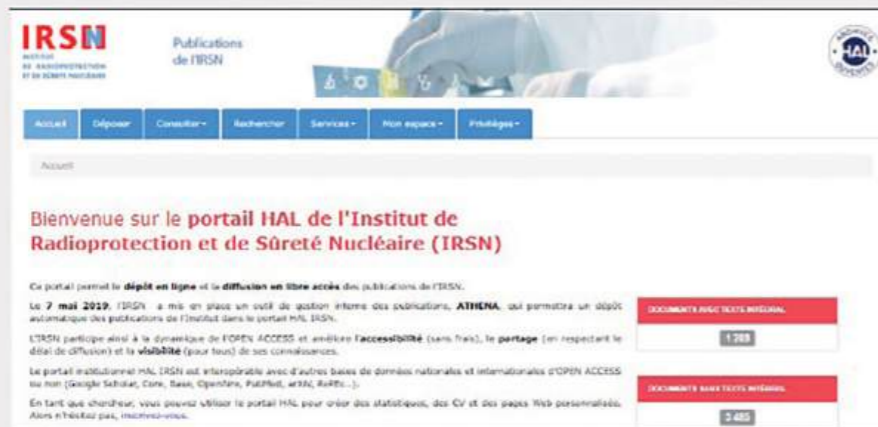 IRSN
INSTITUT
DE RADIOPROTECTION
ET DE SÛRETÉ NUCLÉAIRE
Publications
de l'IRSN
ARCHIVES
HAL
OUVERTES
Accueil
Déposer
Consulter
Rechercher
Services
Mon espace
Privilèges
Accueil
Bienvenue sur le portail HAL de l'Institut de
Radioprotection et de Sûreté Nucléaire (IRSN)
Ce portail permet le dépôt en ligne et la diffusion en libre accès des publications de l'IRSN.
Le 7 mai 2019, l'IRSN a mis en place un outil de gestion interne des publications, ATHENA, qui permettra un dépôt
automatique des publications de l'Institut dans le portail HAL IRSN.
L'IRSN participe ainsi à la dynamique de l'OPEN ACCESS et améliore l'accessibilité (sans frais), le partage (en respectant le
délai de diffusion) et la visibilité (pour tous) de ses connaissances.
Le portail institutionnel HAL IRSN est interopérable avec d'autres bases de données nationales et internationales d'OPEN ACCESS
ou non (Google Scholar, Core, Base, OpenAire, PubMed, arXiv, RePEc..).
En tant que chercheur, vous pouvez utiliser le portail HAL pour créer des statistiques, des CV et des pages Web personnalisés.
Alors n'hésitez pas, inscrivez-vous.
DOCUMENTS AVEC TEXTE INTÉGRAL
DOCUMENTS SANS TEXTE INTÉGRAL
3 485